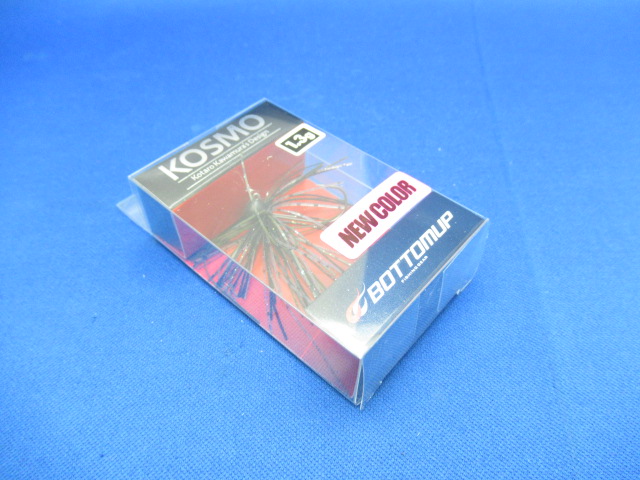 KOSMO
Kotaro Kawamura's Design
1.3g
NEW COLOR
BOTTOMUP